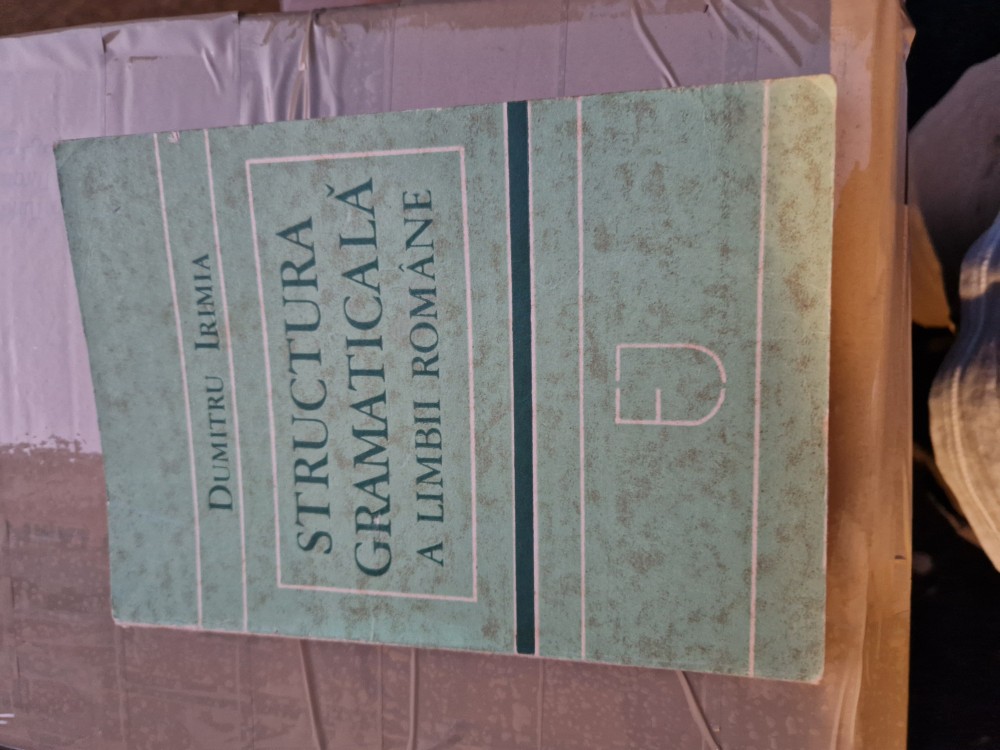 DUMITRU IRIMIA
STRUCTURA
GRAMATICALĂ
A LIMBII ROMÂNE